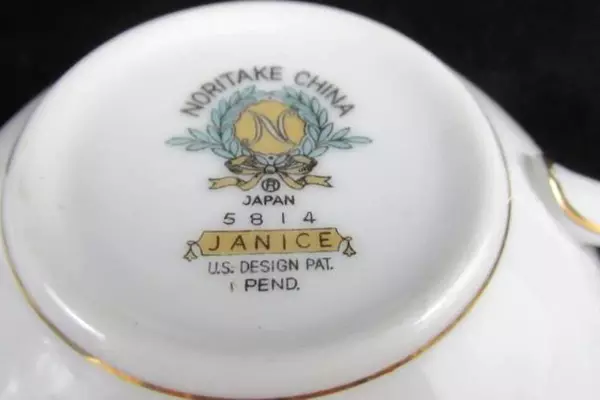 NORITAKE CHINA
N
®
JAPAN
5814
JANICE
U.S. DESIGN PAT.
PEND.